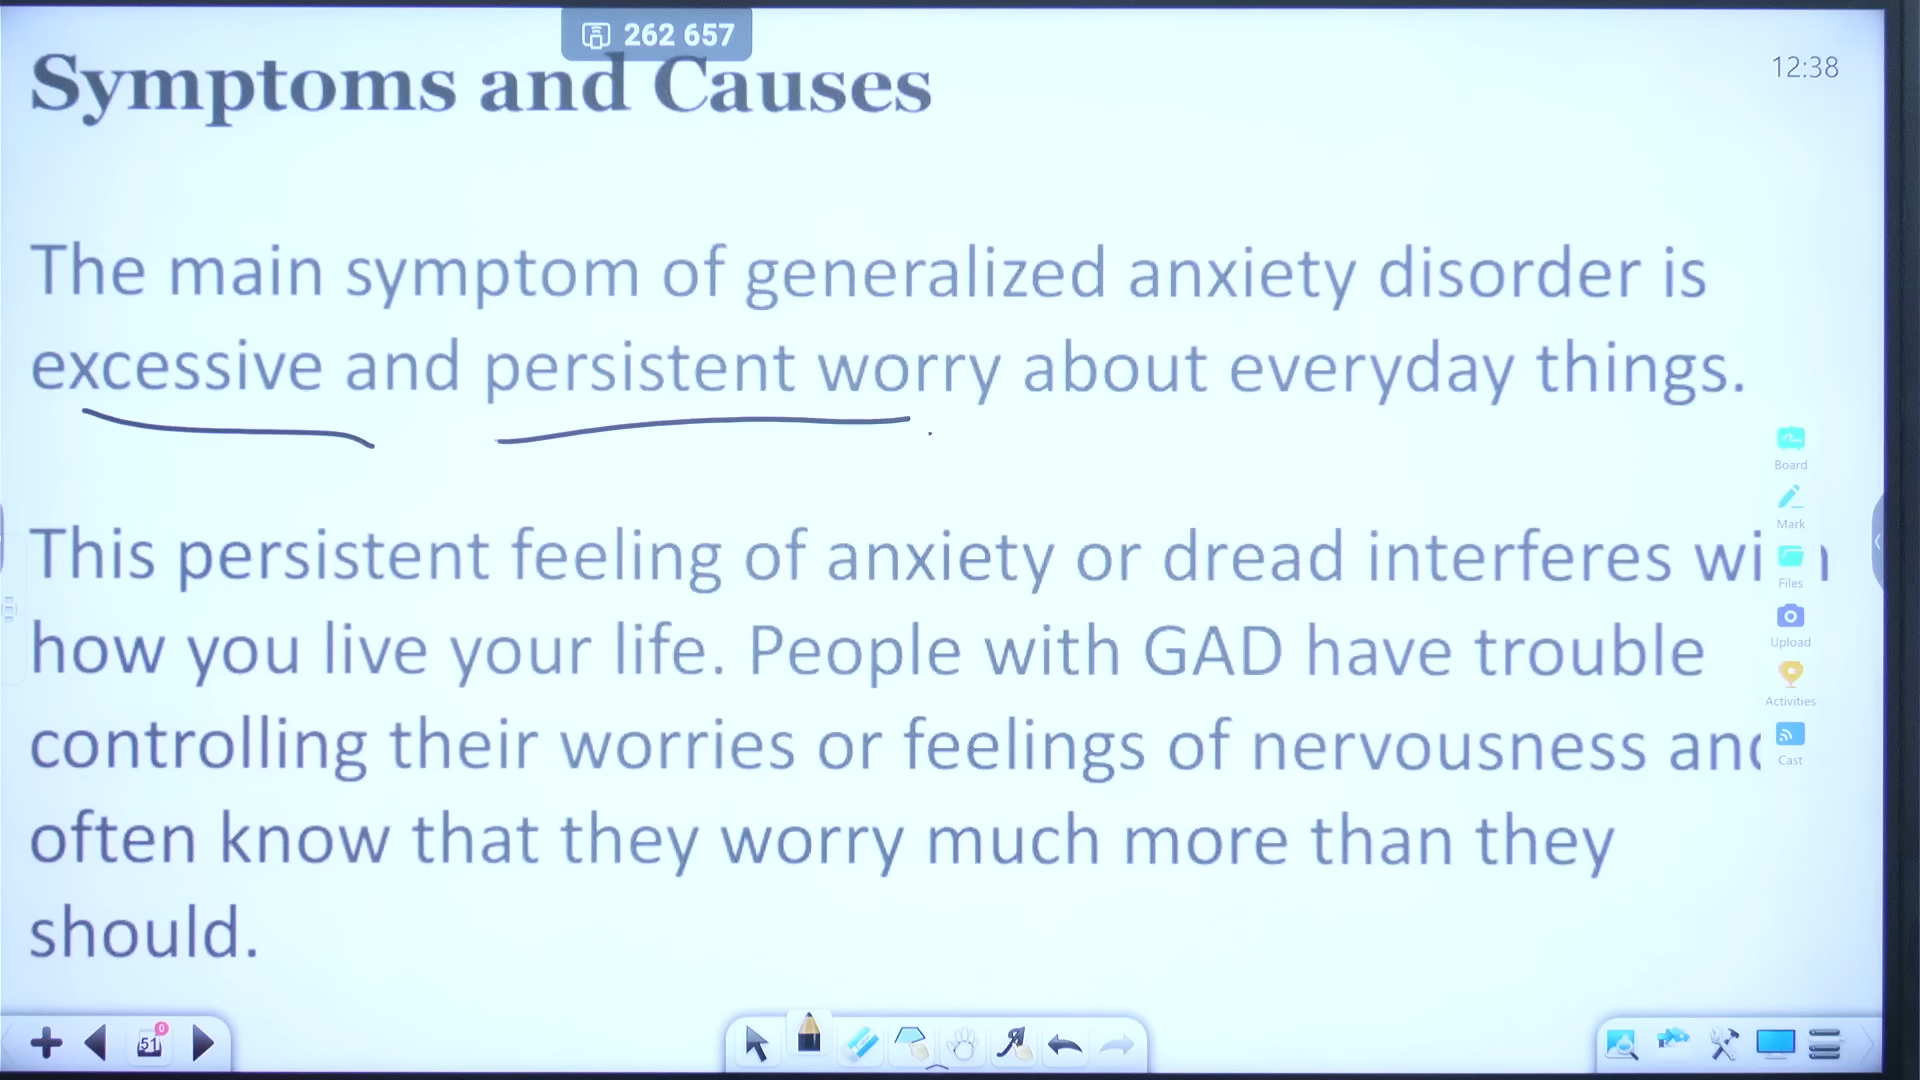 262 657
12:38
Symptoms and Causes
The main symptom of generalized anxiety disorder is
excessive and persistent worry about everyday things.
This persistent feeling of anxiety or dread interferes wi
how you live your life. People with GAD have trouble
controlling their worries or feelings of nervousness and
often know that they worry much more than they
should.
Board
Mark
Files
Upload
Activities
Cast
51
0